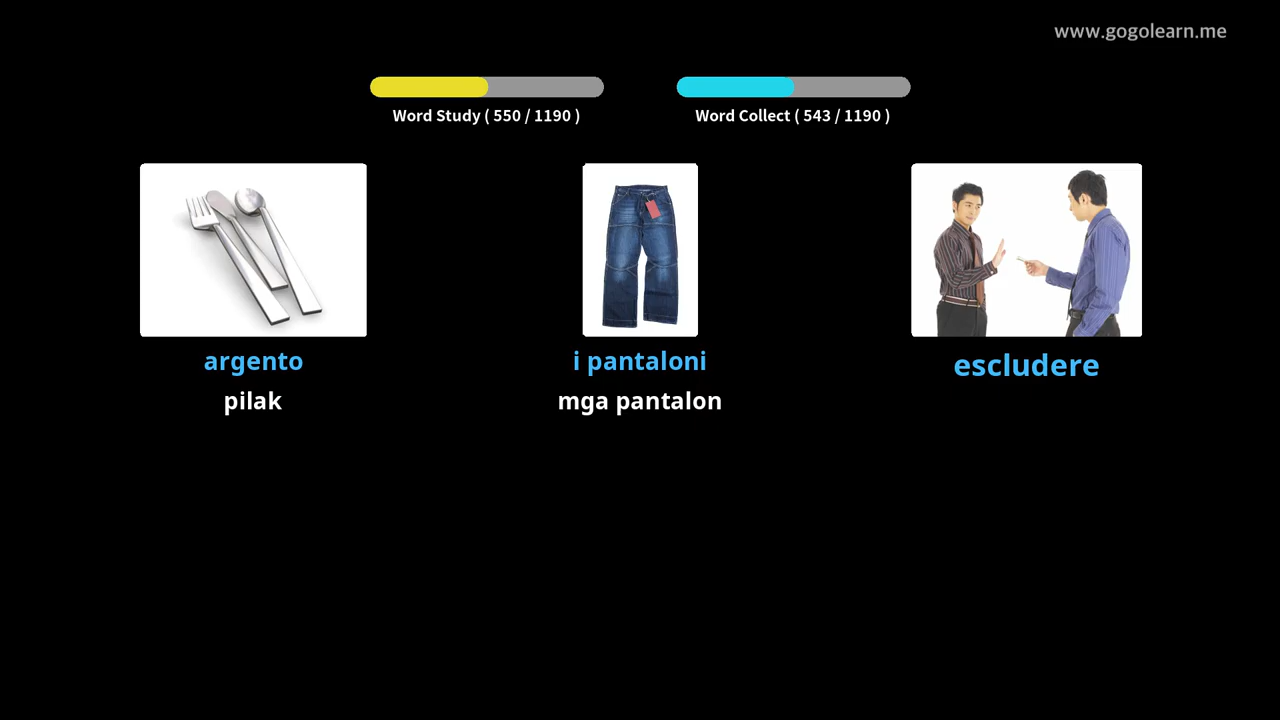 www.gogolearn.me
Word Study ( 550 / 1190 )
Word Collect ( 543 / 1190 )
argento
pilak
i pantaloni
mga pantalon
escludere